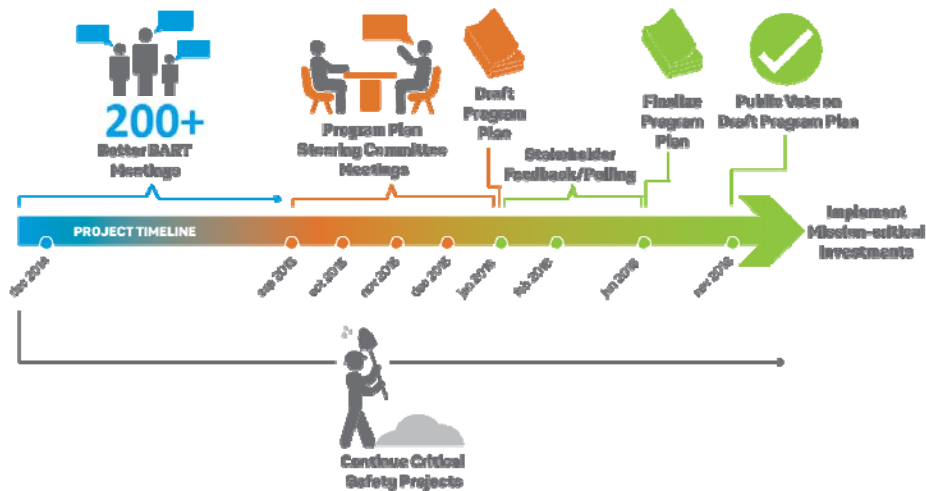 200+
Better BART
Meetings
Program Plan
Steering Committee
Meetings
Draft
Program
Plan
Stakeholder
Feedback/Polling
Finalize
Program
Plan
Public Vote on
Draft Program Plan
PROJECT TIMELINE
Implement
Mission-critical
Investments
dec 2014
sep 2015
oct 2015
nov 2015
dec 2015
jan 2016
feb 2016
jun 2016
nov 2016
Continue Critical
Safety Projects